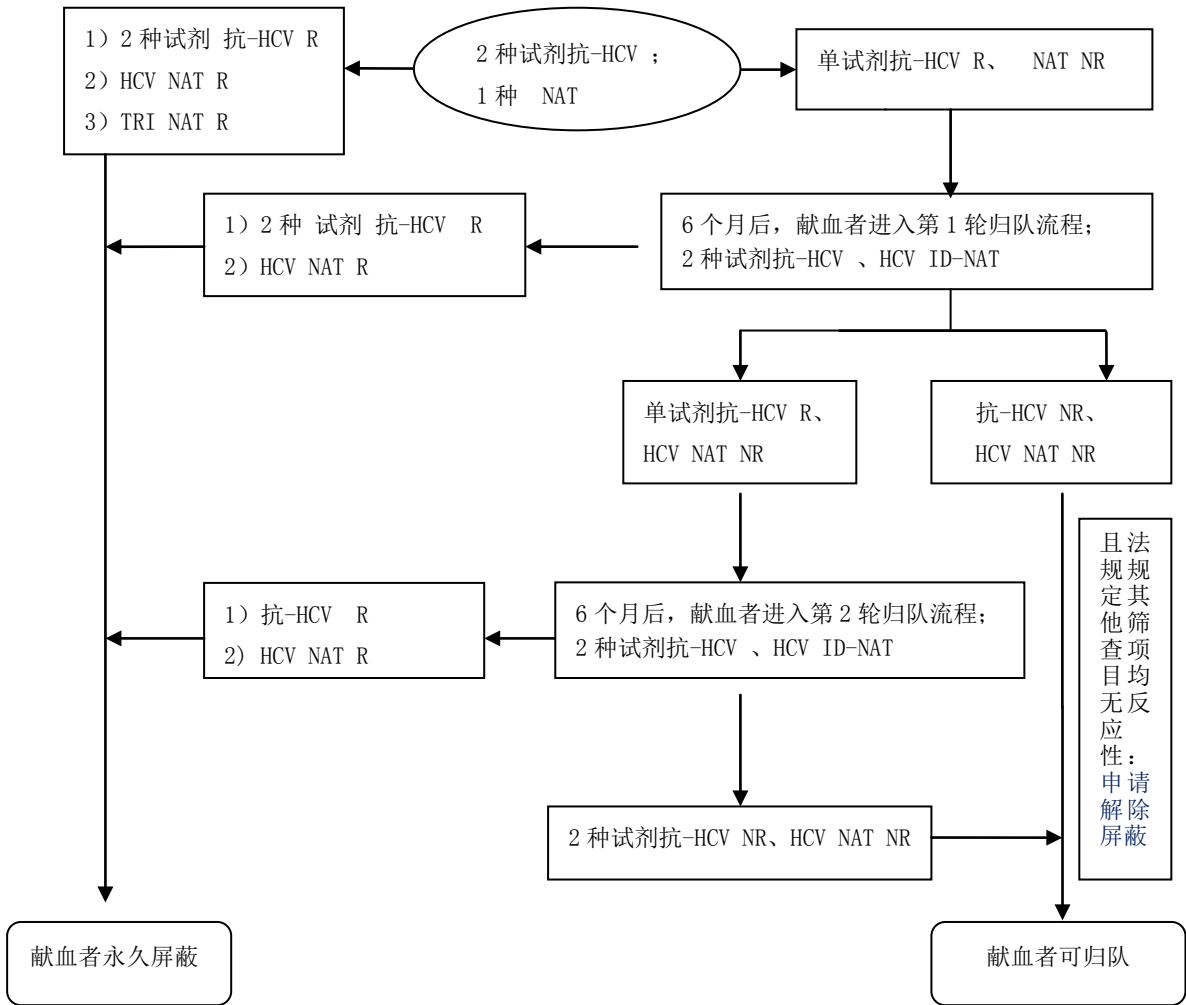 1）2 种试剂 抗-HCV R
2）HCV NAT R
3）TRI NAT R
2 种试剂抗-HCV ；
1 种 NAT
单试剂抗-HCV R、 NAT NR
1）2 种 试剂 抗-HCV R
2）HCV NAT R
6 个月后，献血者进入第 1 轮归队流程；
2 种试剂抗-HCV 、HCV ID-NAT
单试剂抗-HCV R、
HCV NAT NR
抗-HCV NR、
HCV NAT NR
且法
规规
定其
他筛
查项
目均
无反
应
性：
申请
解除
屏蔽
1）抗-HCV R
2) HCV NAT R
6 个月后，献血者进入第 2 轮归队流程；
2 种试剂抗-HCV 、HCV ID-NAT
2 种试剂抗-HCV NR、HCV NAT NR
献血者永久屏蔽
献血者可归队